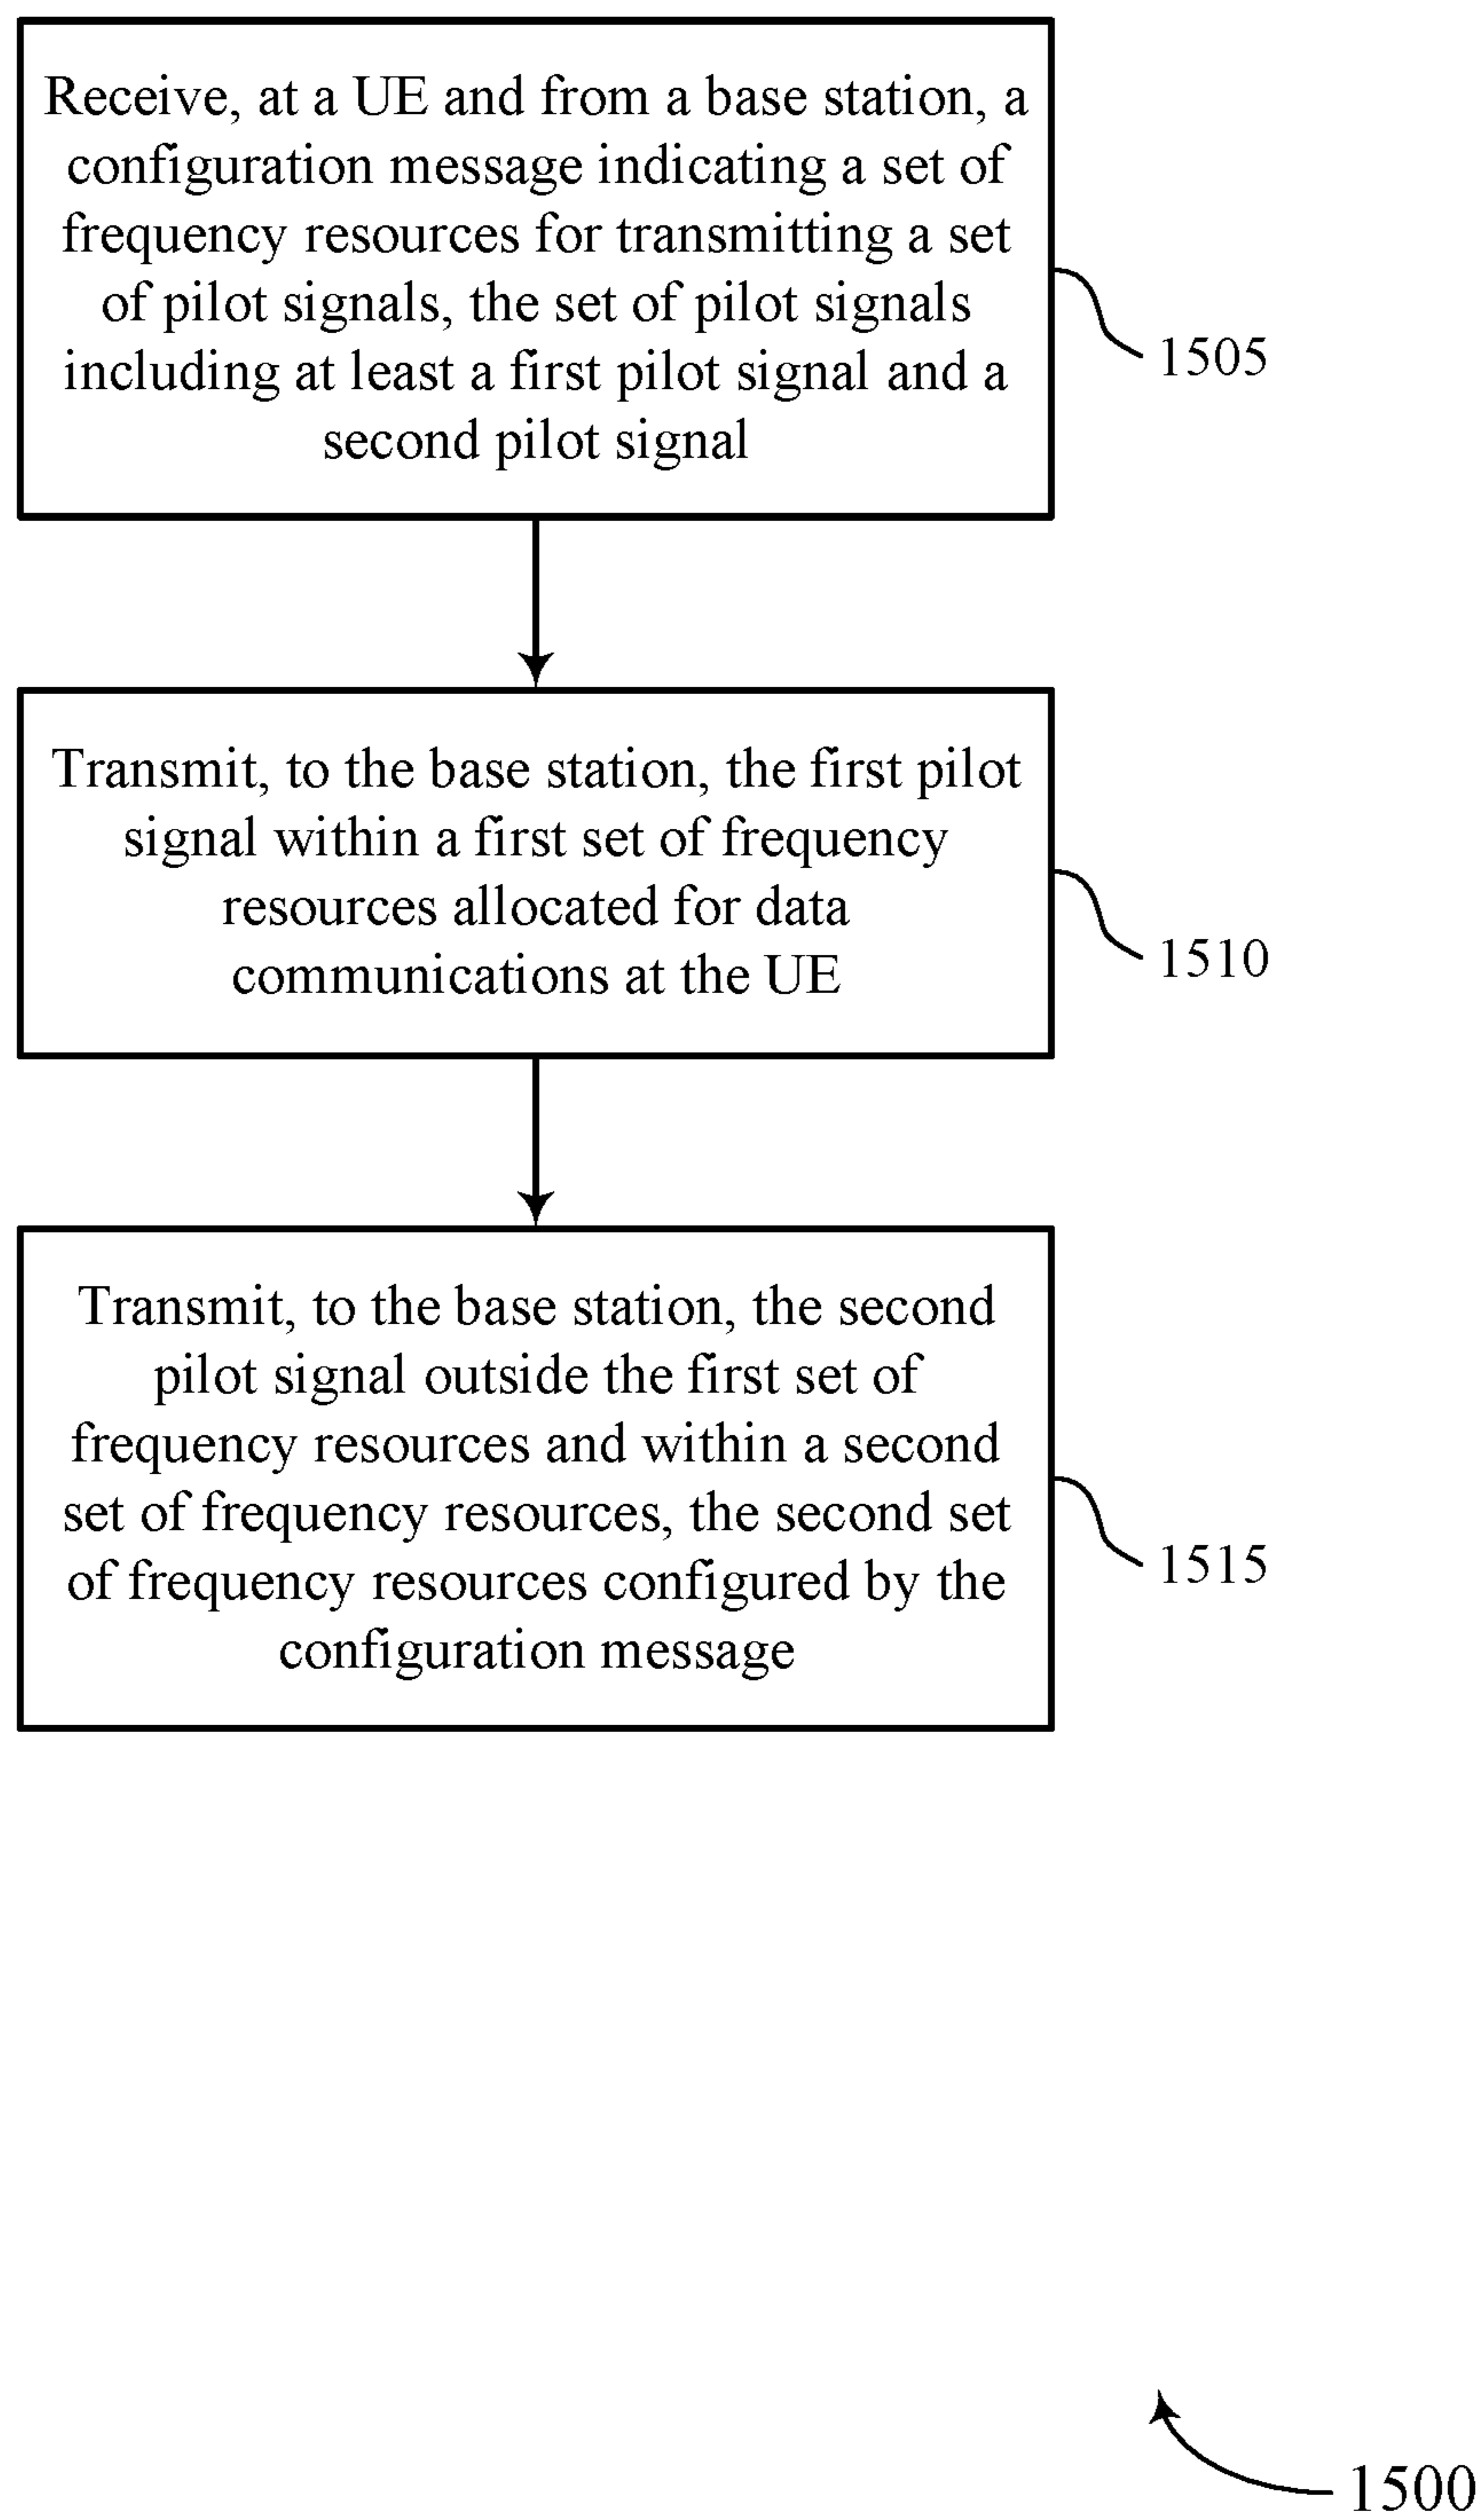 Receive, at a UE and from a base station, a
configuration message indicating a set of
frequency resources for transmitting a set
of pilot signals, the set of pilot signals
including at least a first pilot signal and a
second pilot signal
1505
Transmit, to the base station, the first pilot
signal within a first set of frequency
resources allocated for data
communications at the UE
1510
Transmit, to the base station, the second
pilot signal outside the first set of
frequency resources and within a second
set of frequency resources, the second set
of frequency resources configured by the
configuration message
1515
1500